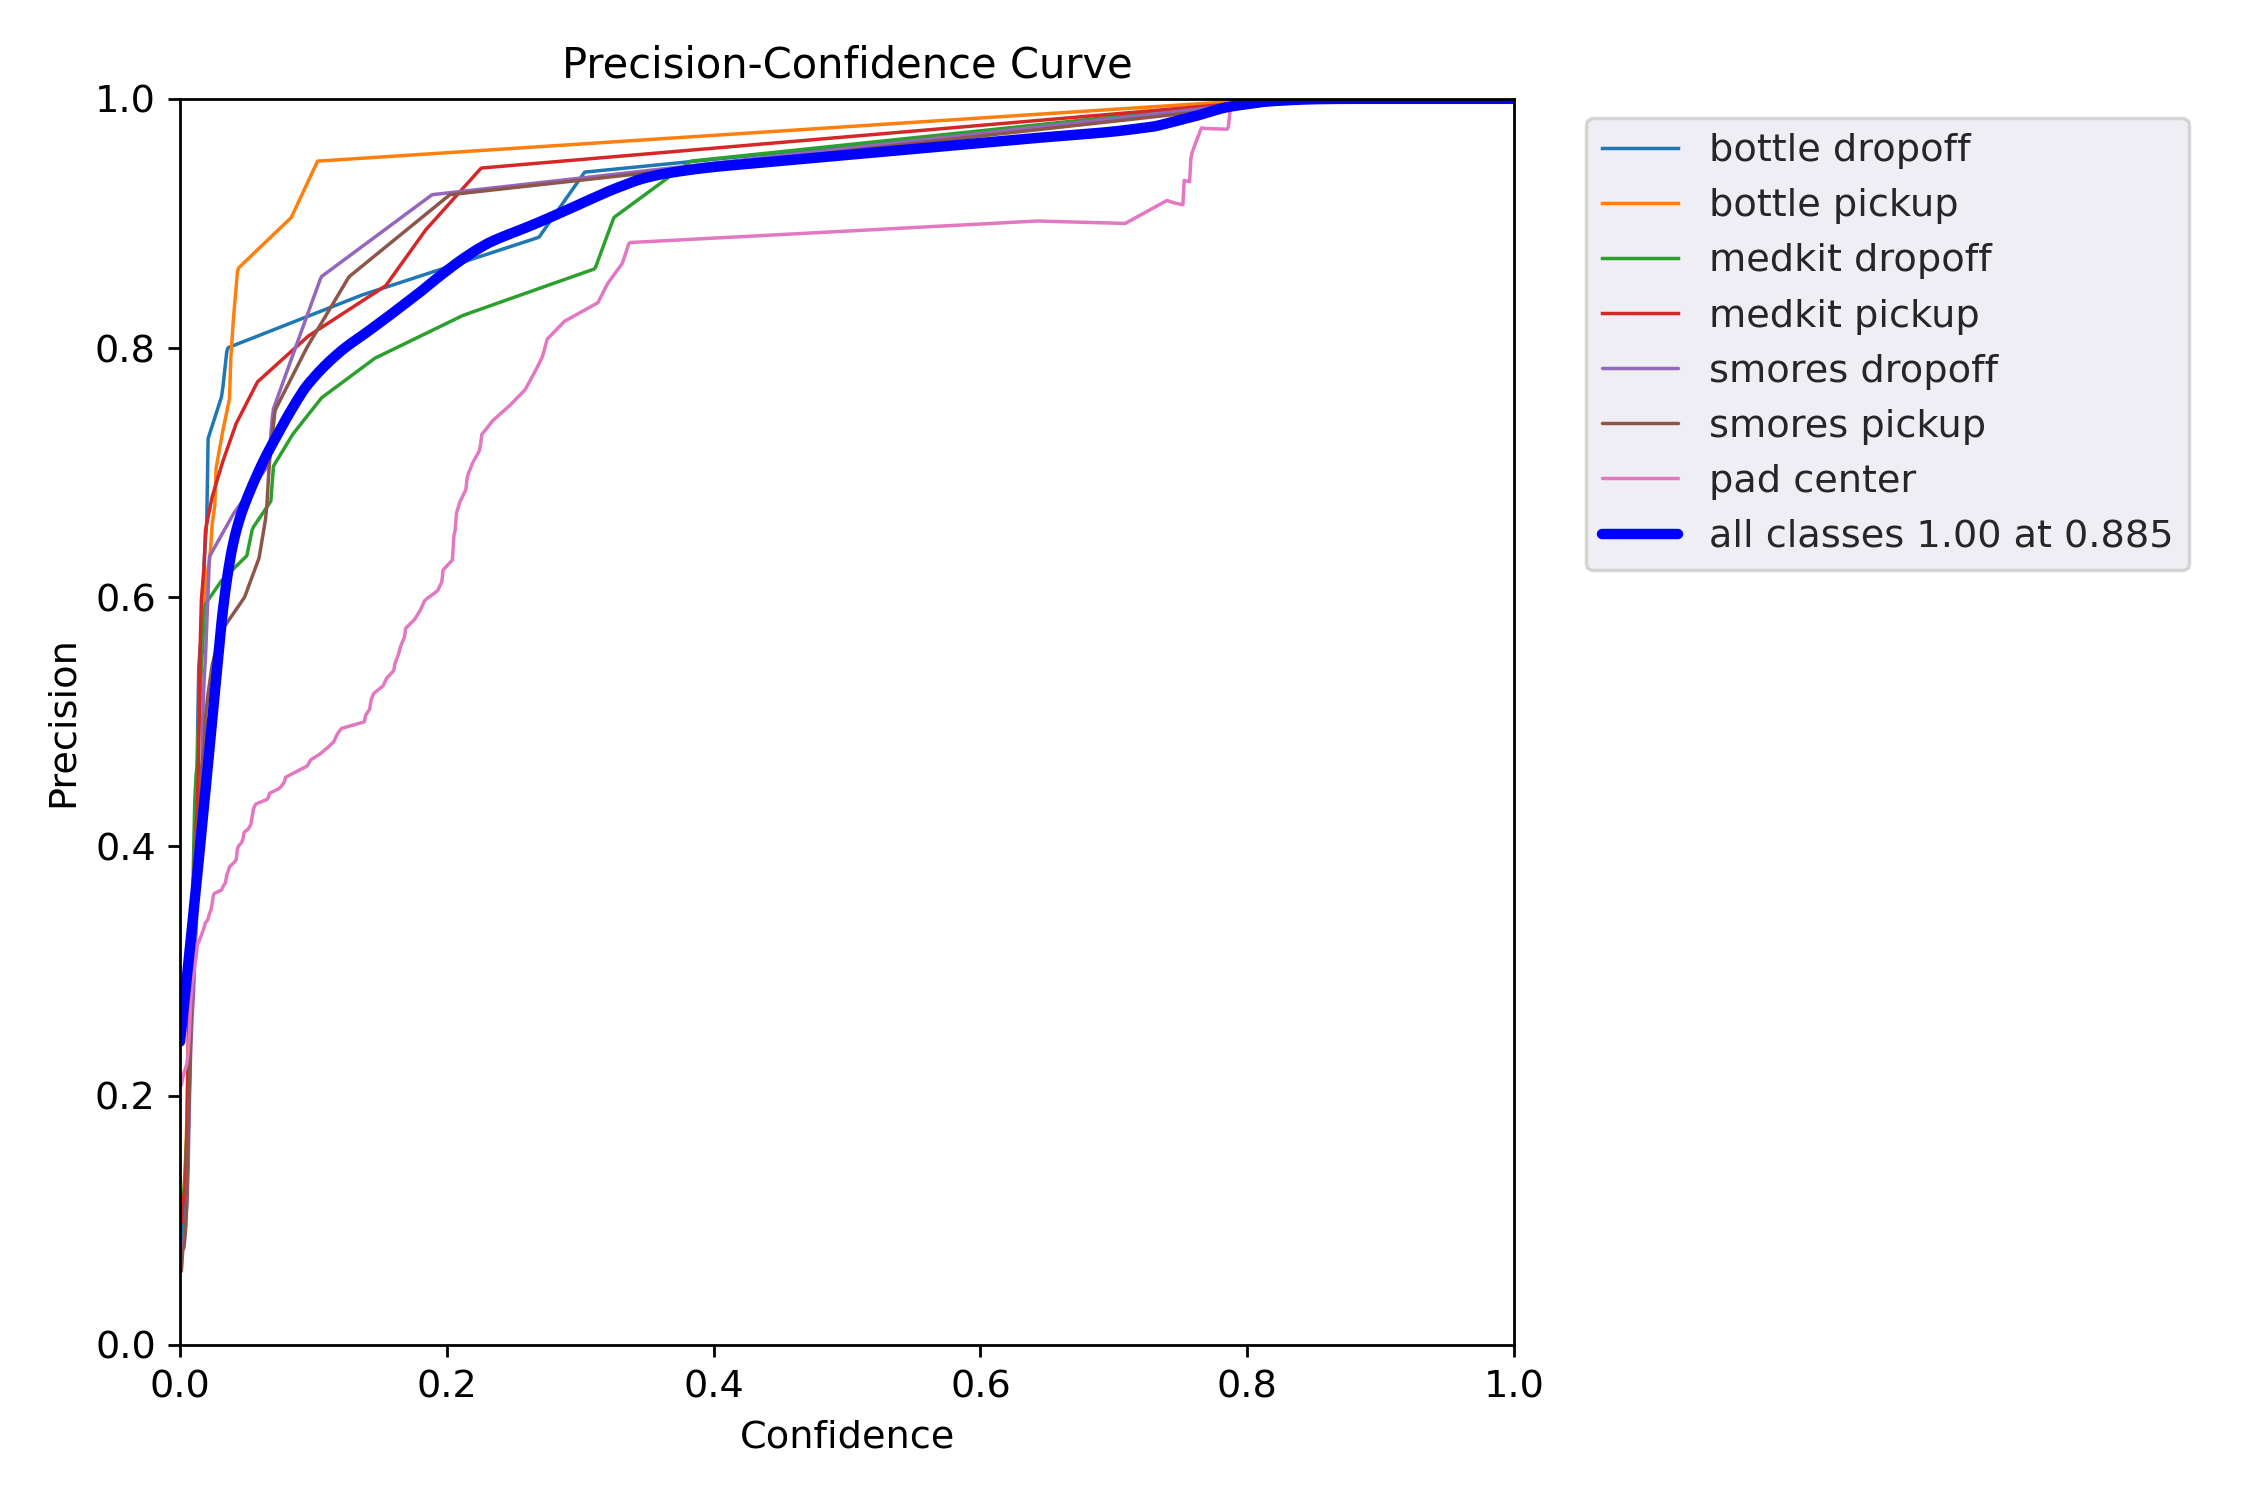 Precision-Confidence Curve
1.0
0.8
0.6
0.4
0.2
0.0
Precision
0.0 0.2 0.4 0.6 0.8 1.0
Confidence
bottle dropoff
bottle pickup
medkit dropoff
medkit pickup
smores dropoff
smores pickup
pad center
all classes 1.00 at 0.885